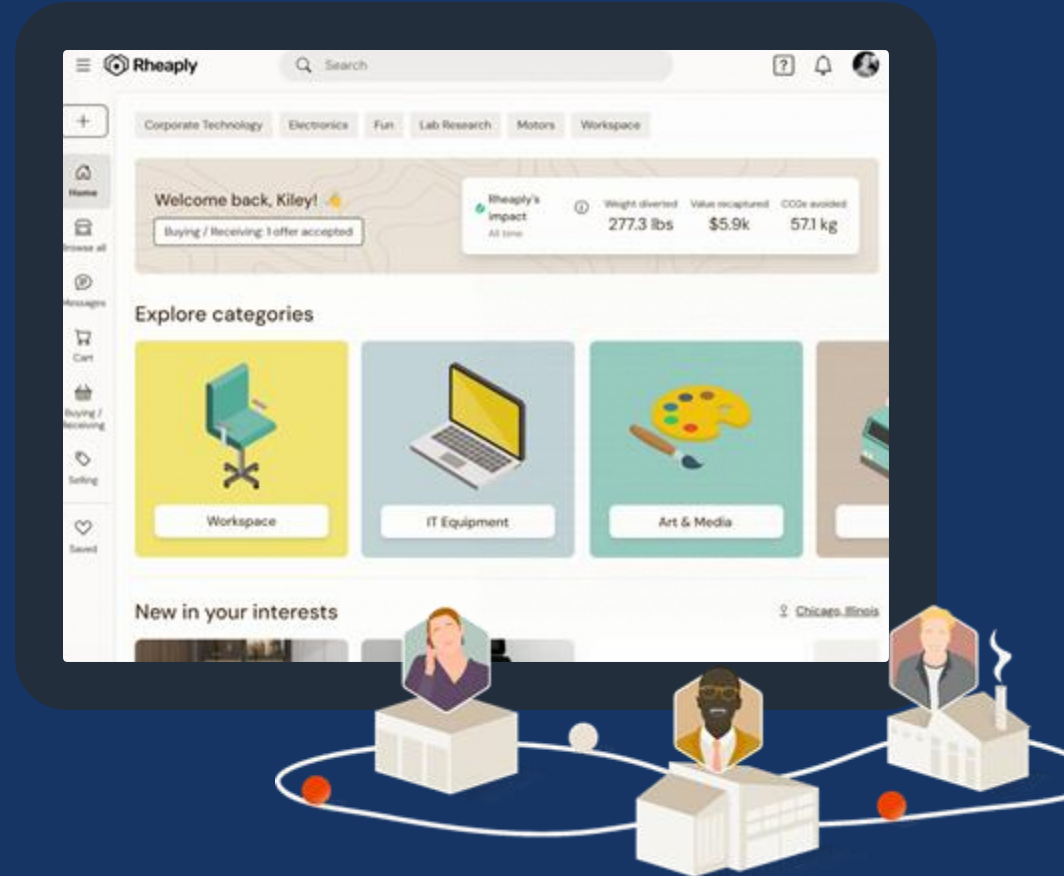 Rheaply
Search
?
Corporate Technology Electronics Fun Lab Research Motors Workspace
Home
Browse all
Messages
Cart
Buying /
Receiving
Selling
Saved
Welcome back, Kiley!
Buying / Receiving: 1 offer accepted
Rheaply's
impact
All time
Weight diverted Value recaptured CO2e avoided
277.3 lbs $5.9k 57.1 kg
Explore categories
Workspace IT Equipment Art & Media
New in your interests
Chicago, Illinois